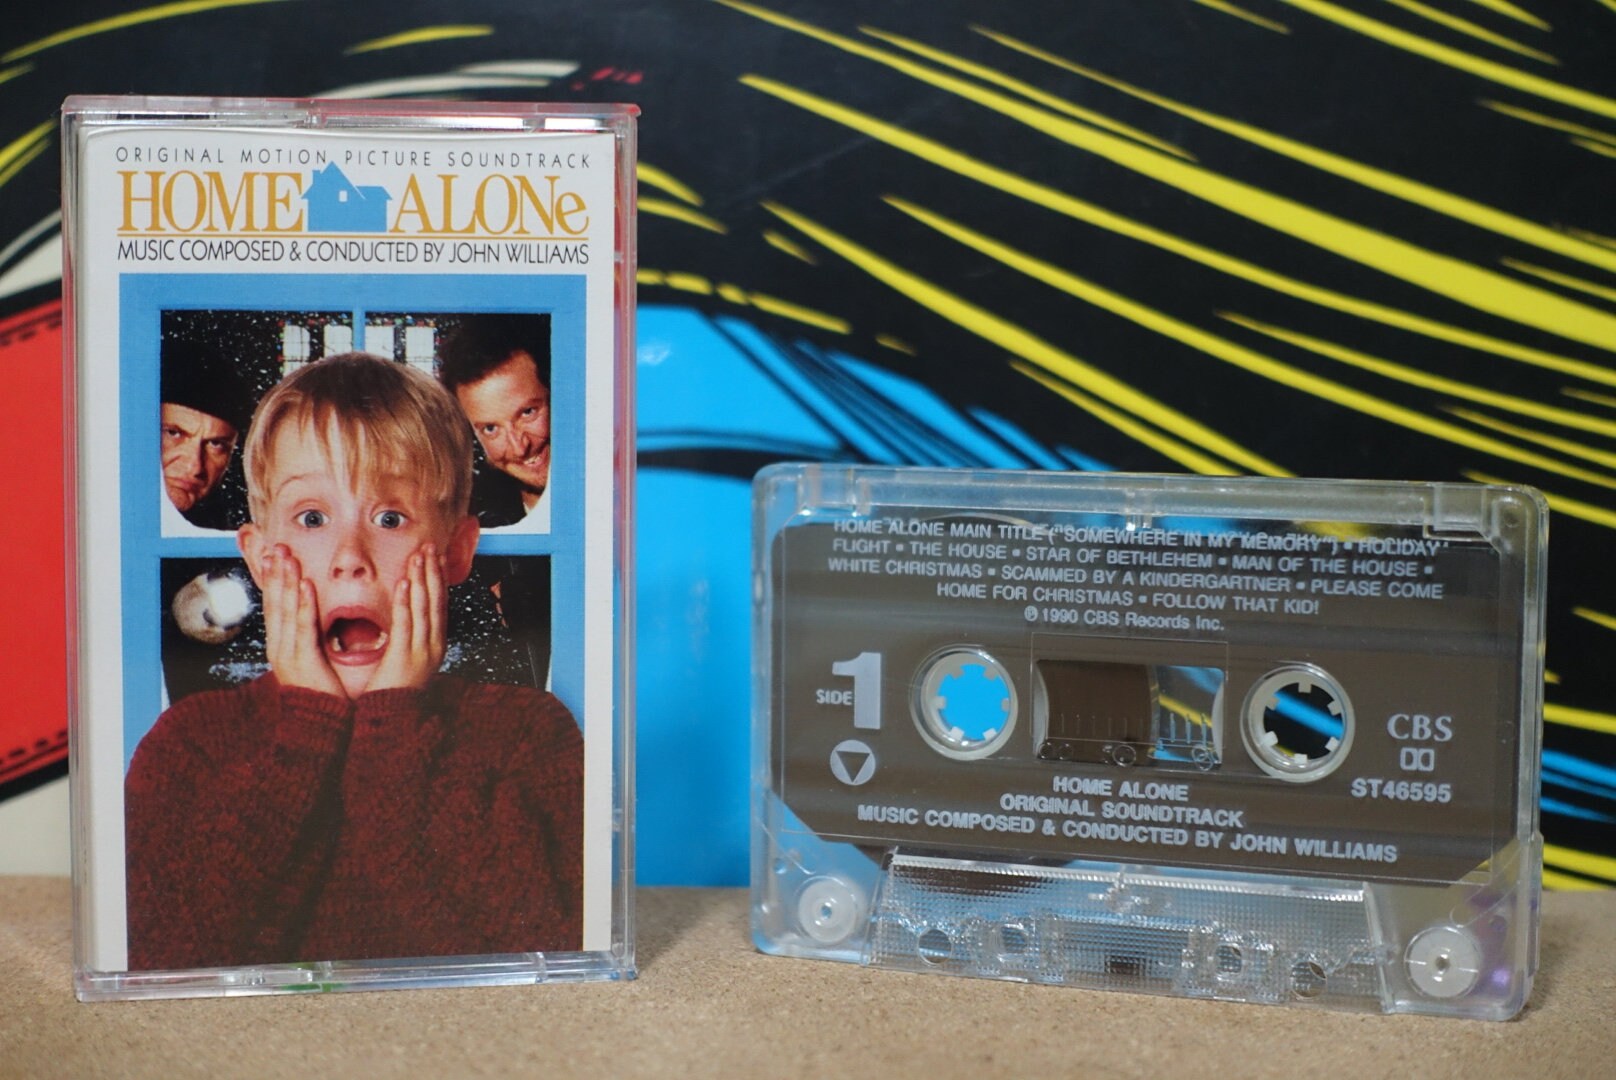 ORIGINAL MOTION PICTURE SOUNDTRACK
HOME ALONe
MUSIC COMPOSED & CONDUCTED BY JOHN WILLIAMS
HOME ALONE MAIN TITLE ("SOMEWHERE IN MY MEMORY") • HOLIDAY
FLIGHT • THE HOUSE • STAR OF BETHLEHEM • MAN OF THE HOUSE •
WHITE CHRISTMAS • SCAMMED BY A KINDERGARTNER • PLEASE COME
HOME FOR CHRISTMAS • FOLLOW THAT KID!
℗ 1990 CBS Records Inc.
SIDE 1
CBS
ST46595
HOME ALONE
ORIGINAL SOUNDTRACK
MUSIC COMPOSED & CONDUCTED BY JOHN WILLIAMS